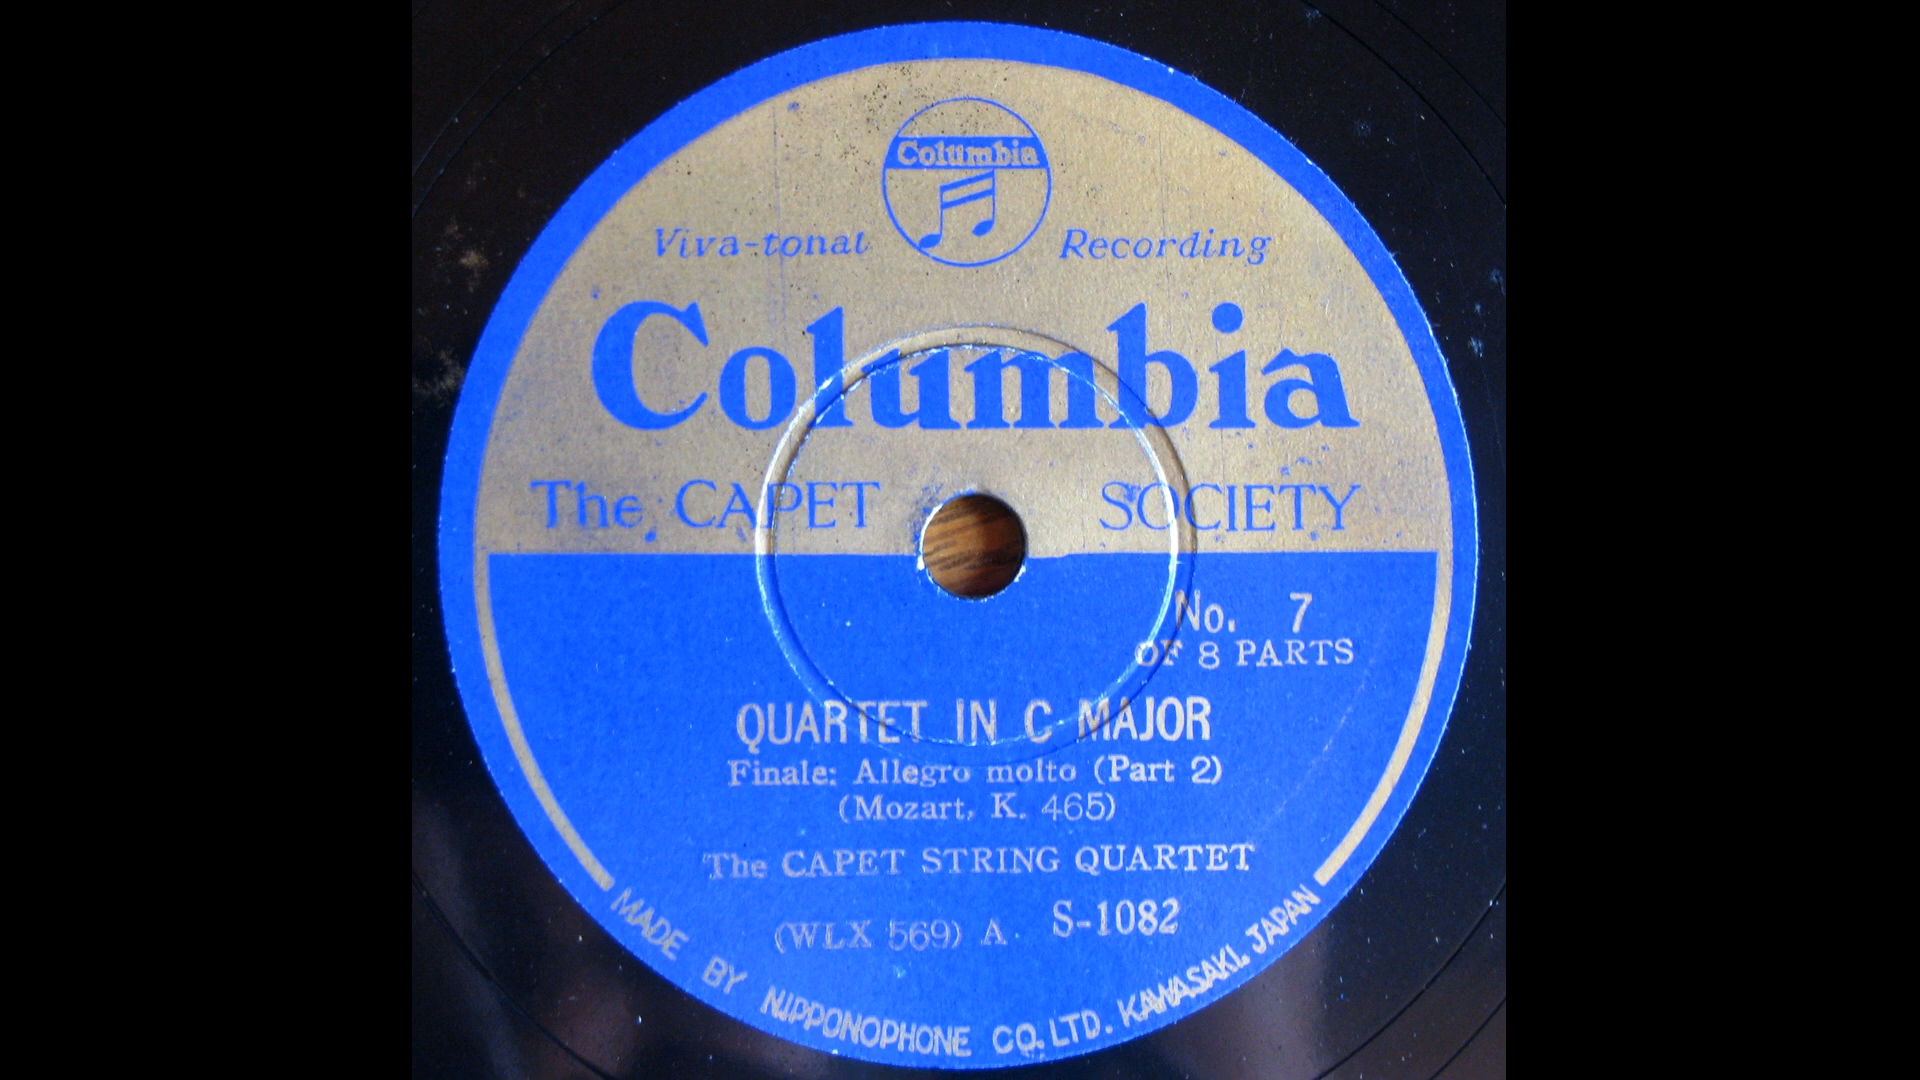 Columbia
Viva-tonal Recording
Columbia
The CAPET SOCIETY
No. 7
OF 8 PARTS
QUARTET IN C MAJOR
Finale: Allegro molto (Part 2)
(Mozart, K. 465)
The CAPET STRING QUARTET
(WLX 569) A. S-1082
MADE BY NIPPONOPHONE CO. LTD. KAWASAKI, JAPAN